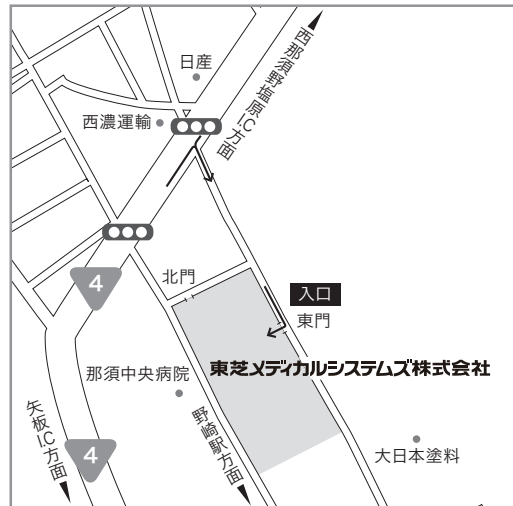 日産
西濃運輸
西那須野塩原I.C方面
4
北門
入口
東門
東芝メディカルシステムズ株式会社
那須中央病院
矢板I.C方面
4
野崎駅方面
大日本塗料